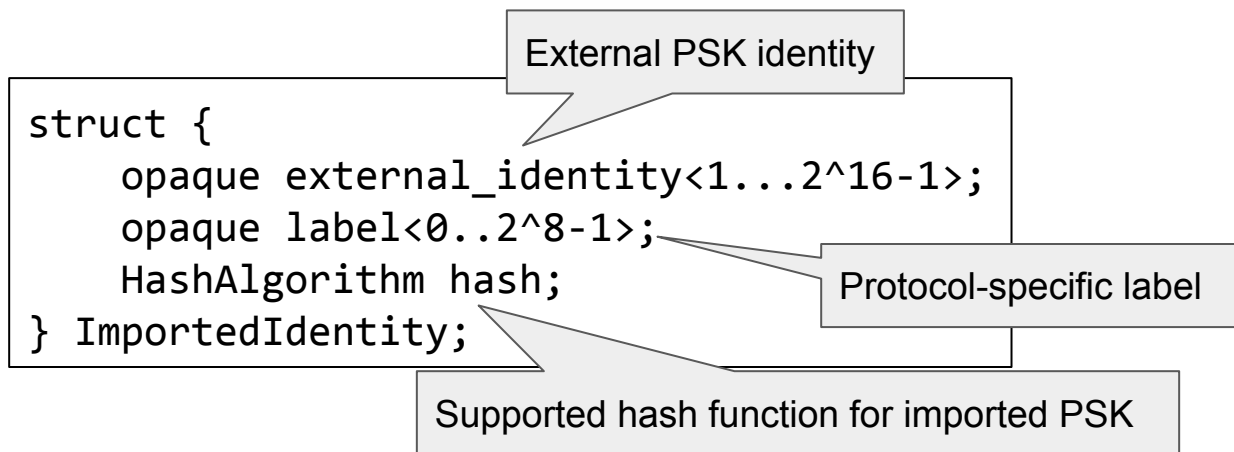 External PSK identity
struct {
    opaque external_identity<1...2^16-1>;
    opaque label<0..2^8-1>;
    HashAlgorithm hash;
} ImportedIdentity;
Protocol-specific label
Supported hash function for imported PSK